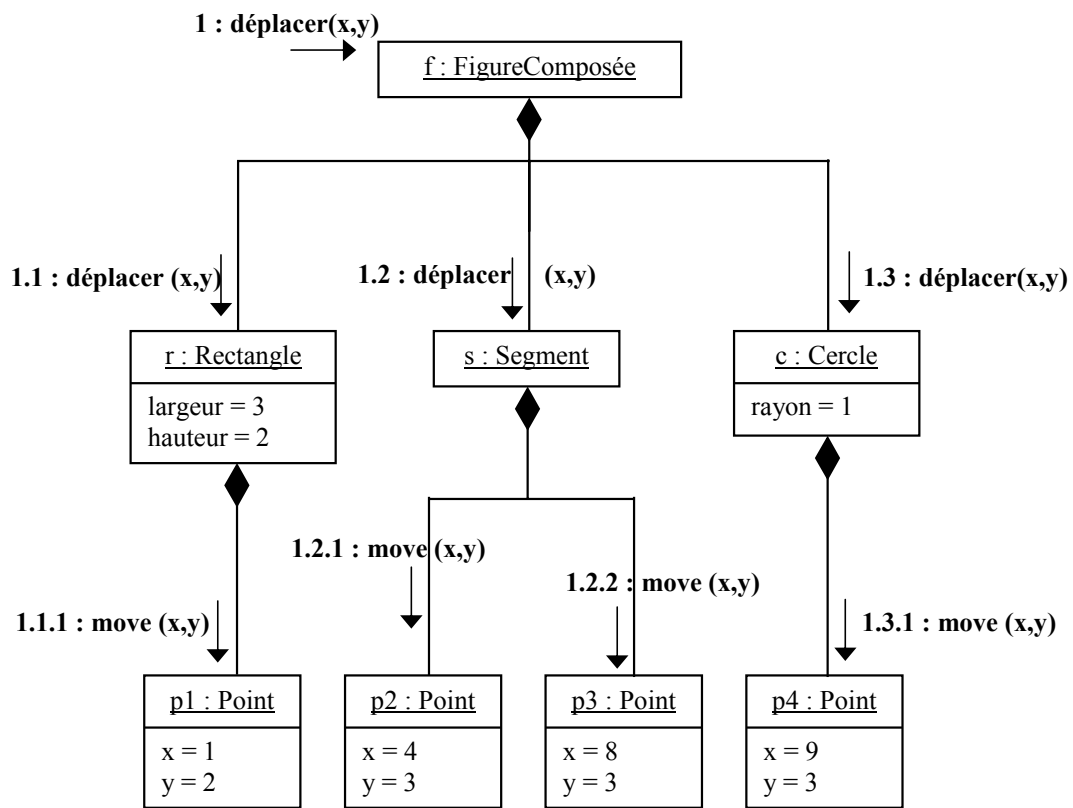 1 : déplacer(x,y)
f : FigureComposée
1.1 : déplacer (x,y)
1.2 : déplacer (x,y)
1.3 : déplacer(x,y)
r : Rectangle
largeur = 3
hauteur = 2
s : Segment
c : Cercle
rayon = 1
1.2.1 : move (x,y)
1.2.2 : move (x,y)
1.1.1 : move (x,y)
1.3.1 : move (x,y)
p1 : Point
x = 1
y = 2
p2 : Point
x = 4
y = 3
p3 : Point
x = 8
y = 3
p4 : Point
x = 9
y = 3